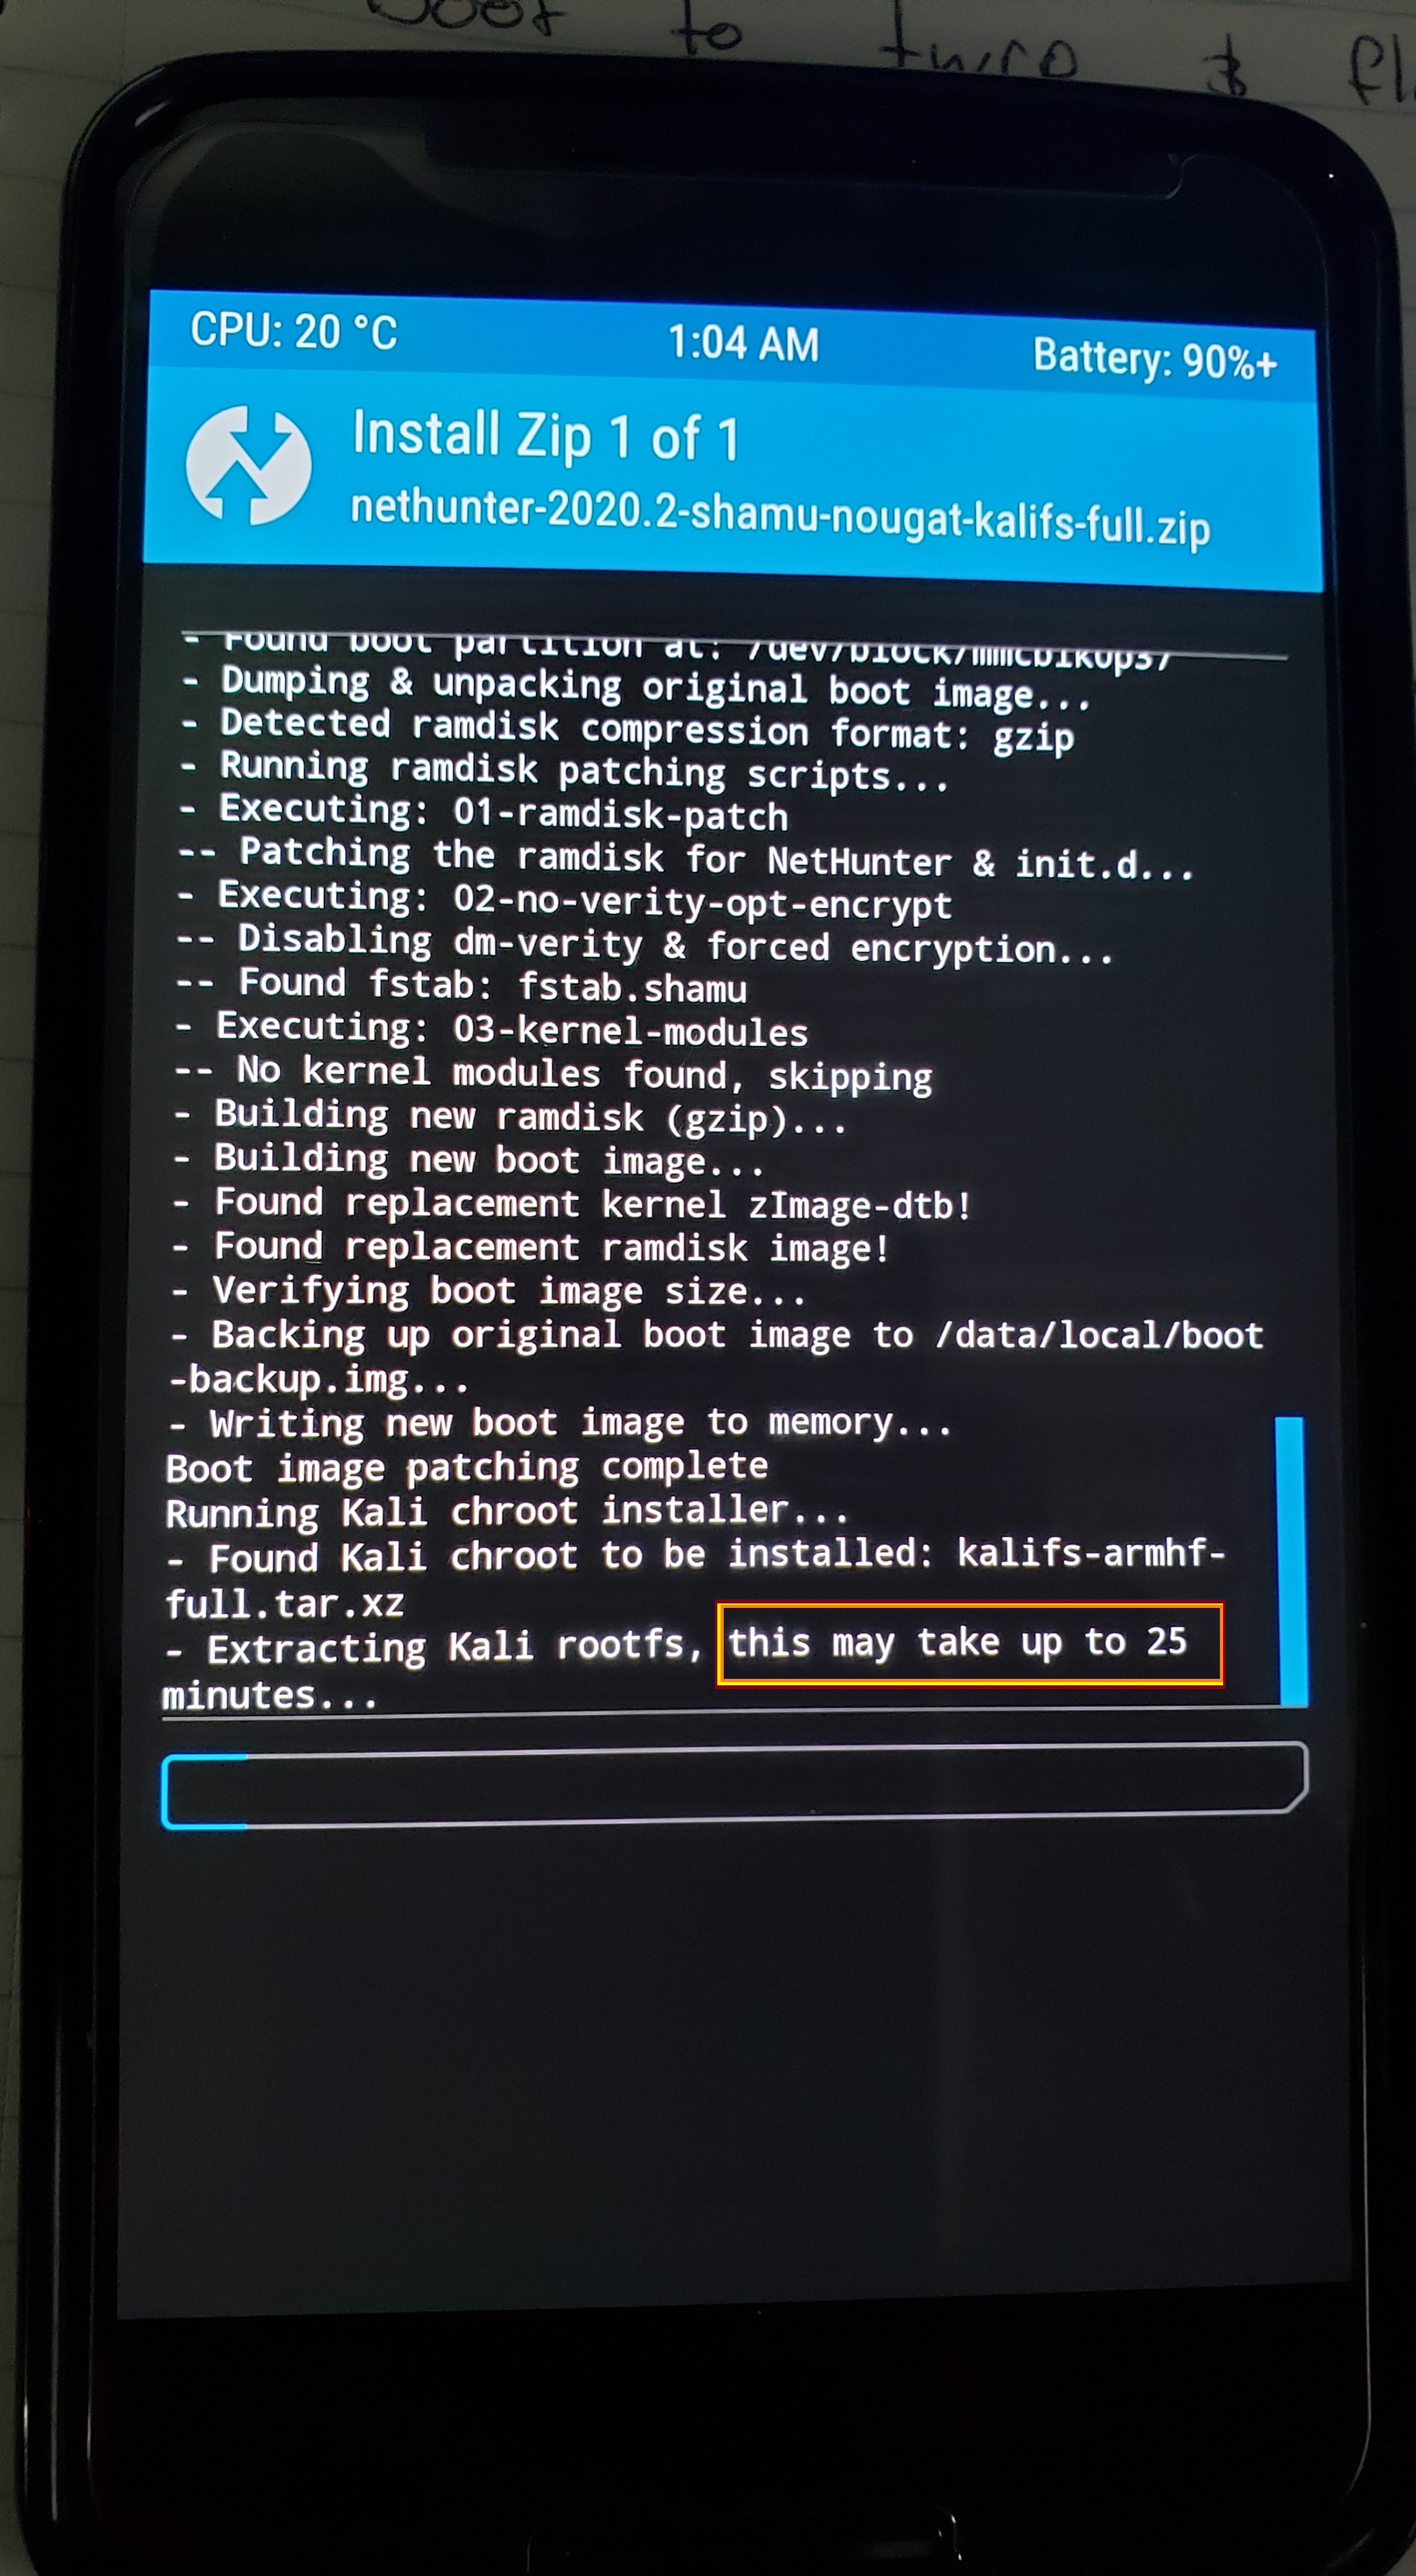 boot to twrp &
CPU: 20 °C 1:04 AM Battery: 90%+
Install Zip 1 of 1
nethunter-2020.2-shamu-nougat-kalifs-full.zip
- Found boot partition at: /dev/block/mmcblk0p37
- Dumping & unpacking original boot image...
- Detected ramdisk compression format: gzip
- Running ramdisk patching scripts...
- Executing: 01-ramdisk-patch
-- Patching the ramdisk for NetHunter & init.d...
- Executing: 02-no-verity-opt-encrypt
-- Disabling dm-verity & forced encryption...
-- Found fstab: fstab.shamu
- Executing: 03-kernel-modules
-- No kernel modules found, skipping
- Building new ramdisk (gzip)...
- Building new boot image...
- Found replacement kernel zImage-dtb!
- Found replacement ramdisk image!
- Verifying boot image size...
- Backing up original boot image to /data/local/boot
-backup.img...
- Writing new boot image to memory...
Boot image patching complete
Running Kali chroot installer...
- Found Kali chroot to be installed: kalifs-armhf-
full.tar.xz
- Extracting Kali rootfs, this may take up to 25
minutes...